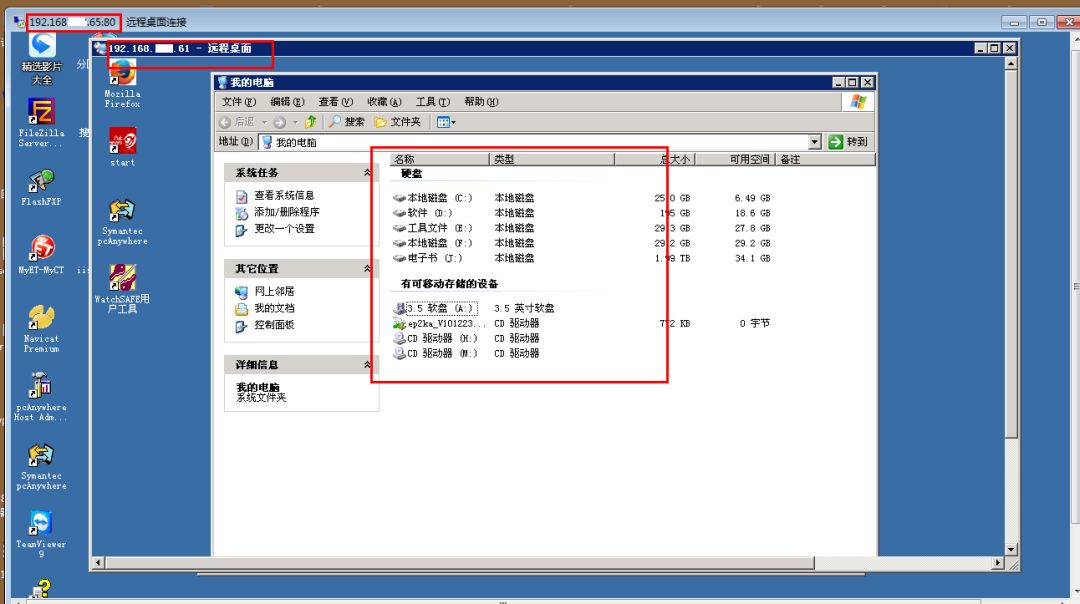 192.168. .65:80 远程桌面连接
精选影片
大全
FileZilla
Server...
FlashFXP
MyET-MyCT
Navicat
Premium
pcAnywhere
Host Adm...
Symantec
pcAnywhere
TeamViewer
9
192.168. .61 - 远程桌面
Mozilla
Firefox
start
Symantec
pcAnywhere
WatchSAFE用
户工具
我的电脑
文件(F) 编辑(E) 查看(V) 收藏(A) 工具(T) 帮助(H)
后退 搜索 文件夹
地址(D) 我的电脑 转到
系统任务
查看系统信息
添加/删除程序
更改一个设置
其它位置
网上邻居
我的文档
控制面板
详细信息
我的电脑
系统文件夹
名称 类型 总大小 可用空间 备注
硬盘
本地磁盘 (C:) 本地磁盘 GB 6.49 GB
软件 (D:) 本地磁盘 GB 18.6 GB
工具文件 (E:) 本地磁盘 GB 27.8 GB
本地磁盘 (F:) 本地磁盘 GB 29.2 GB
电子书 (J:) 本地磁盘 TB 34.1 GB
有可移动存储的设备
3.5 软盘 (A:) 3.5 英寸软盘
ep2ka_V101223... CD 驱动器 KB 0 字节
CD 驱动器 (H:) CD 驱动器
CD 驱动器 (M:) CD 驱动器